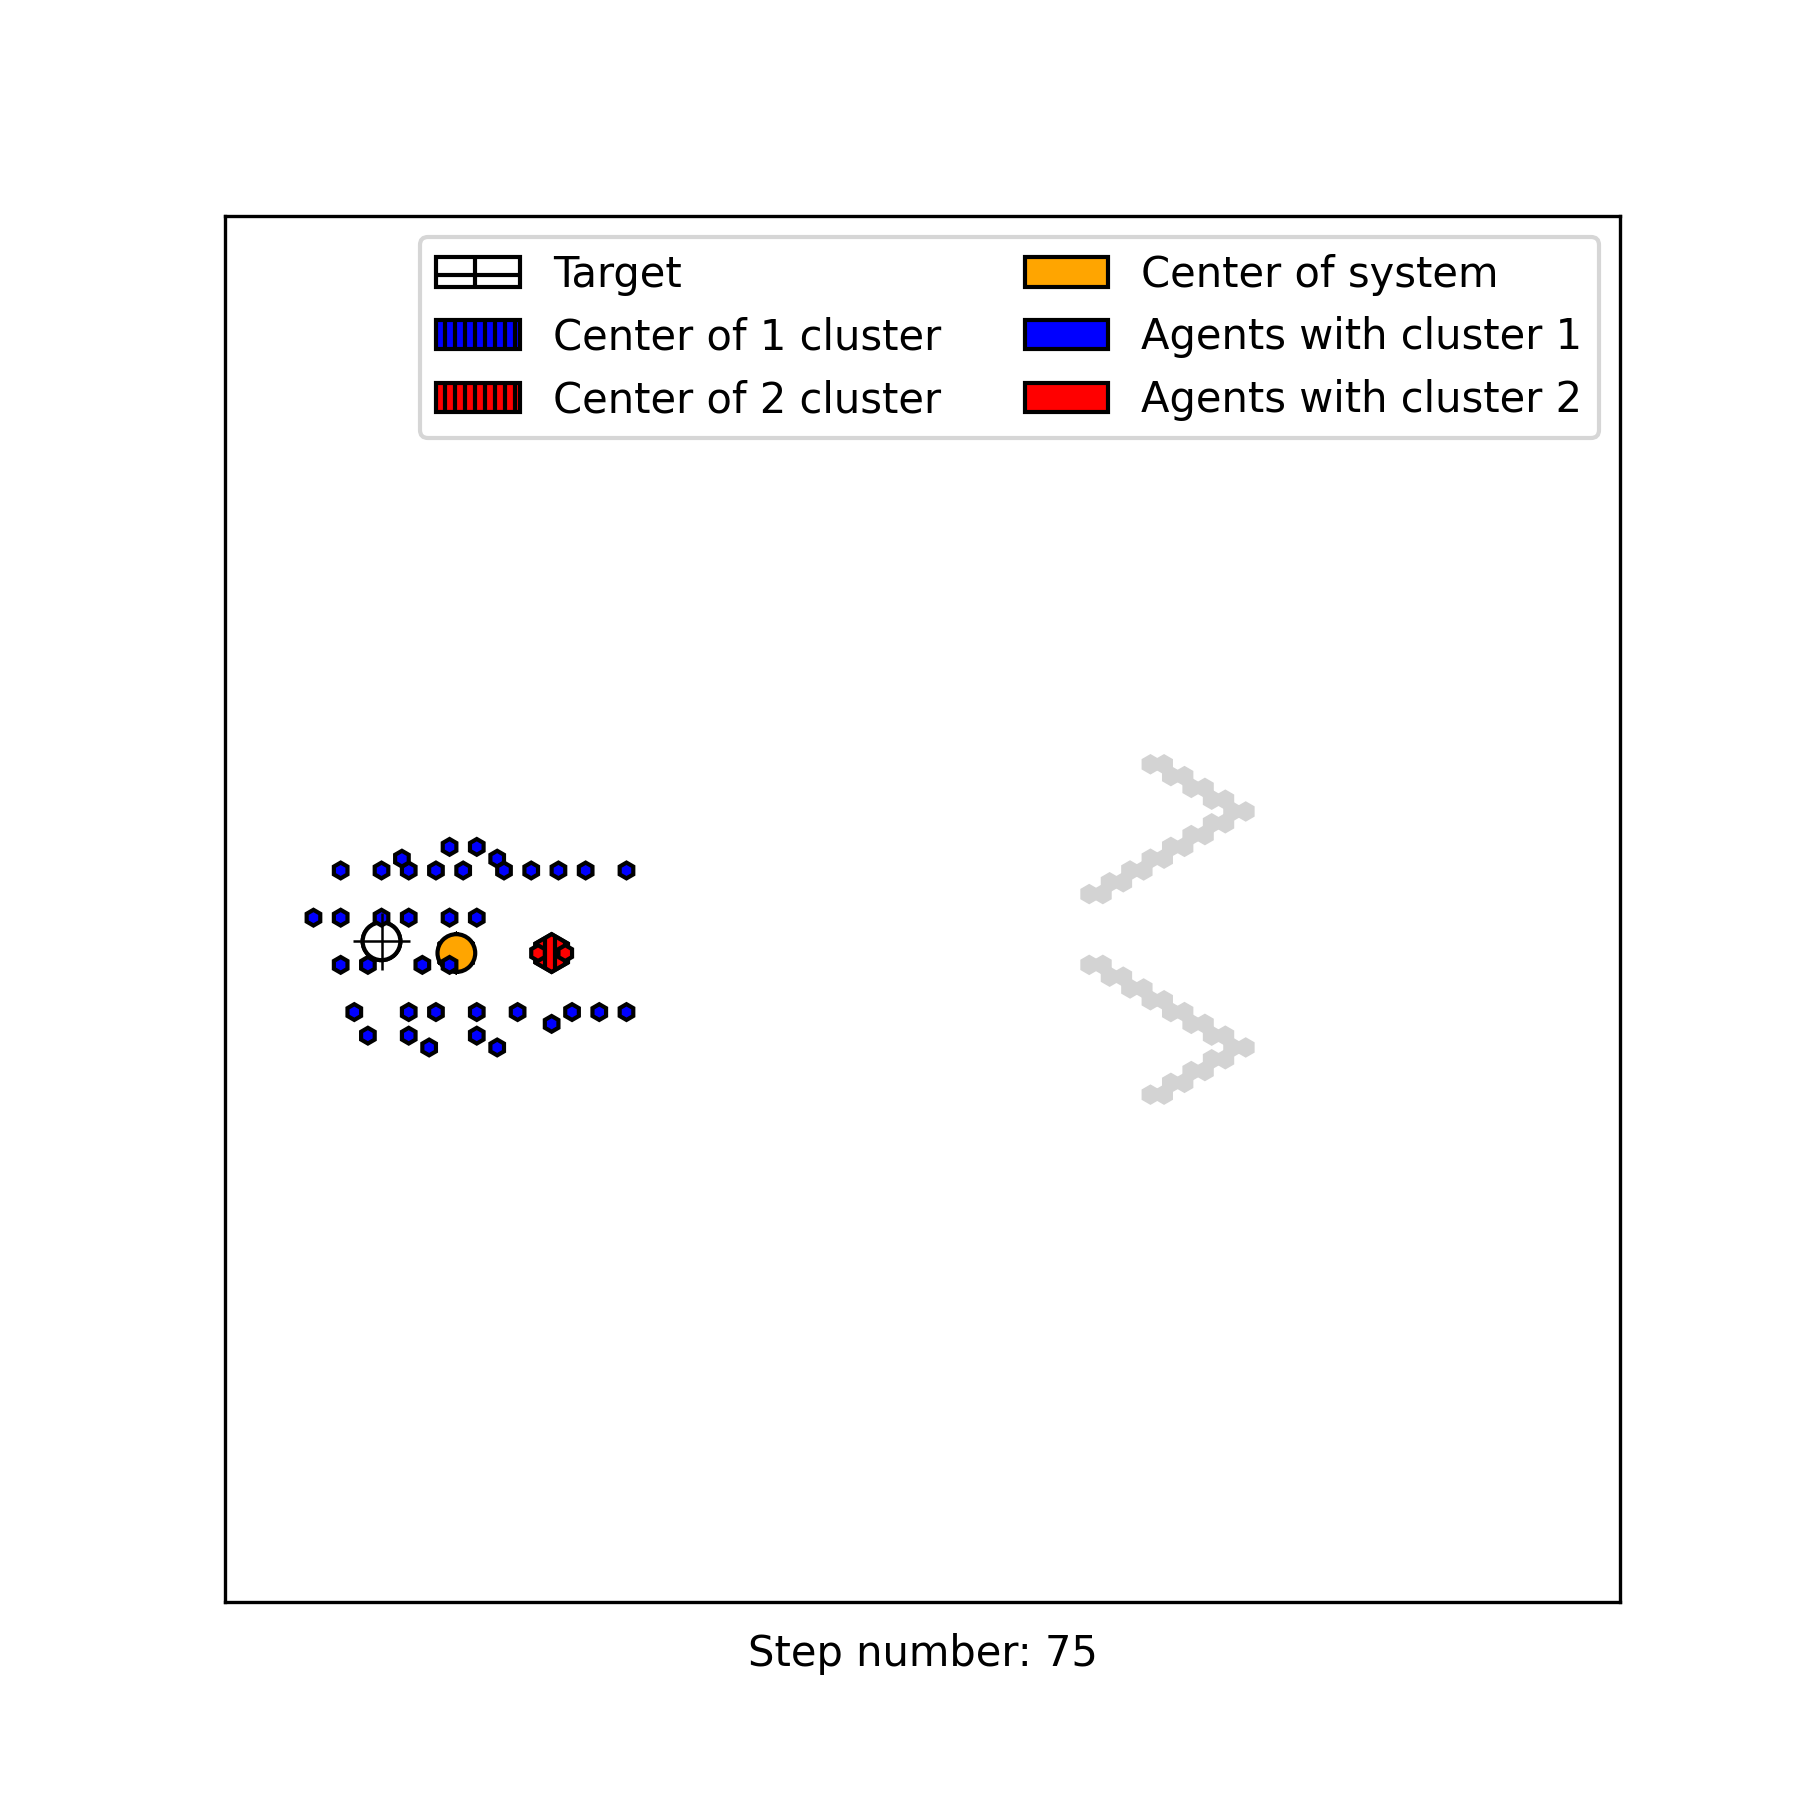 Target
Center of 1 cluster
Center of 2 cluster
Center of system
Agents with cluster 1
Agents with cluster 2
Step number: 75